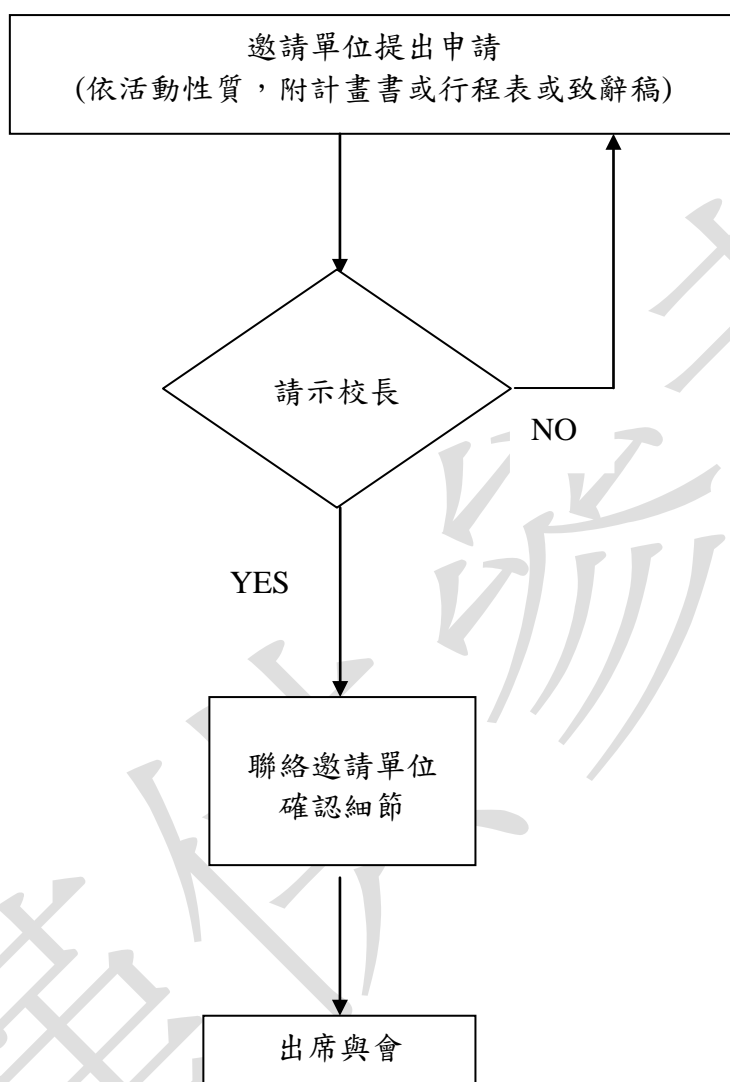 邀請單位提出申請
(依活動性質，附計畫書或行程表或致辭稿)
請示校長
NO
YES
聯絡邀請單位
確認細節
出席與會